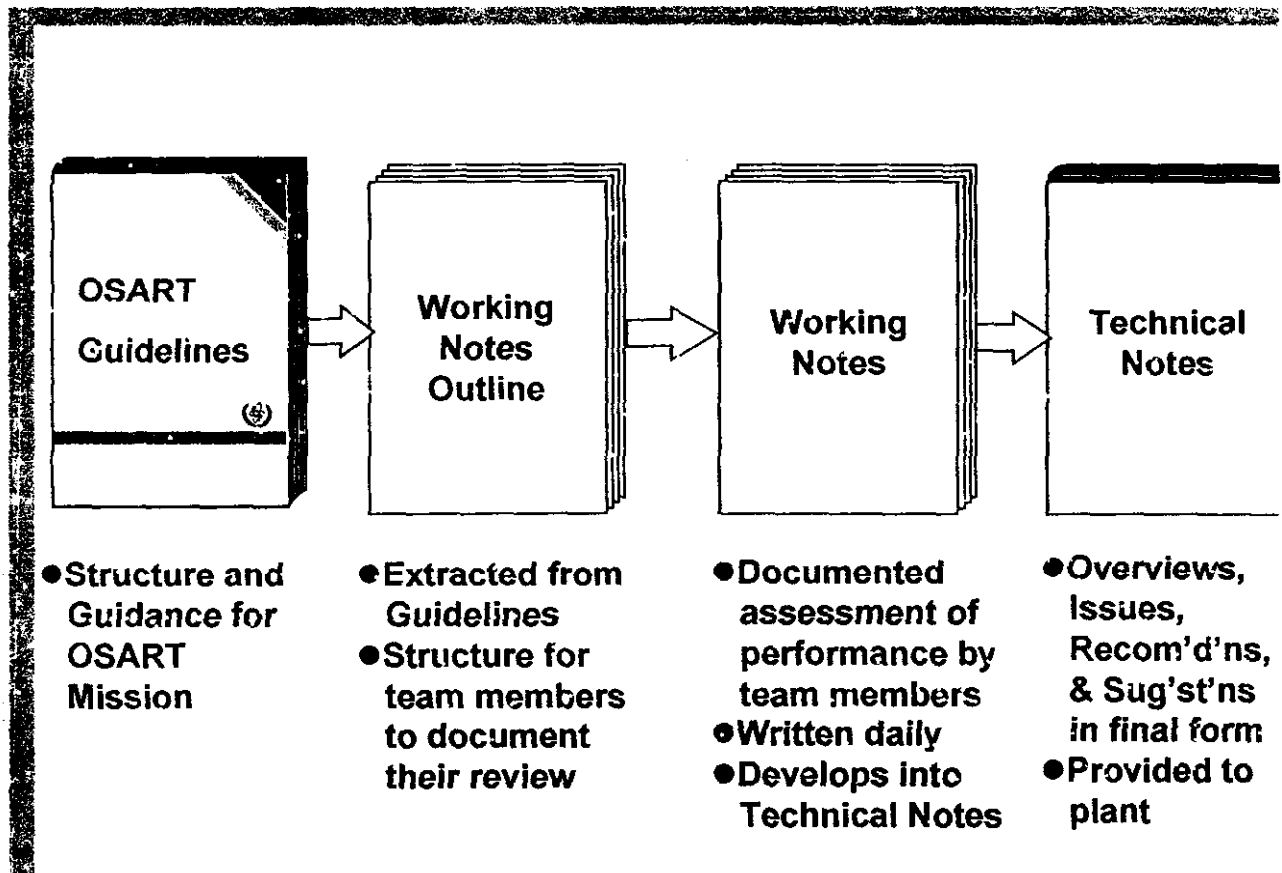 OSART
Guidelines
Working
Notes
Outline
Working
Notes
Technical
Notes
●Structure and
Guidance for
OSART
Mission
●Extracted from
Guidelines
●Structure for
team members
to document
their review
●Documented
assessment of
performance by
team members
●Written daily
●Develops into
Technical Notes
●Overviews,
Issues,
Recom'd'ns,
& Sug'st'ns
in final form
●Provided to
plant